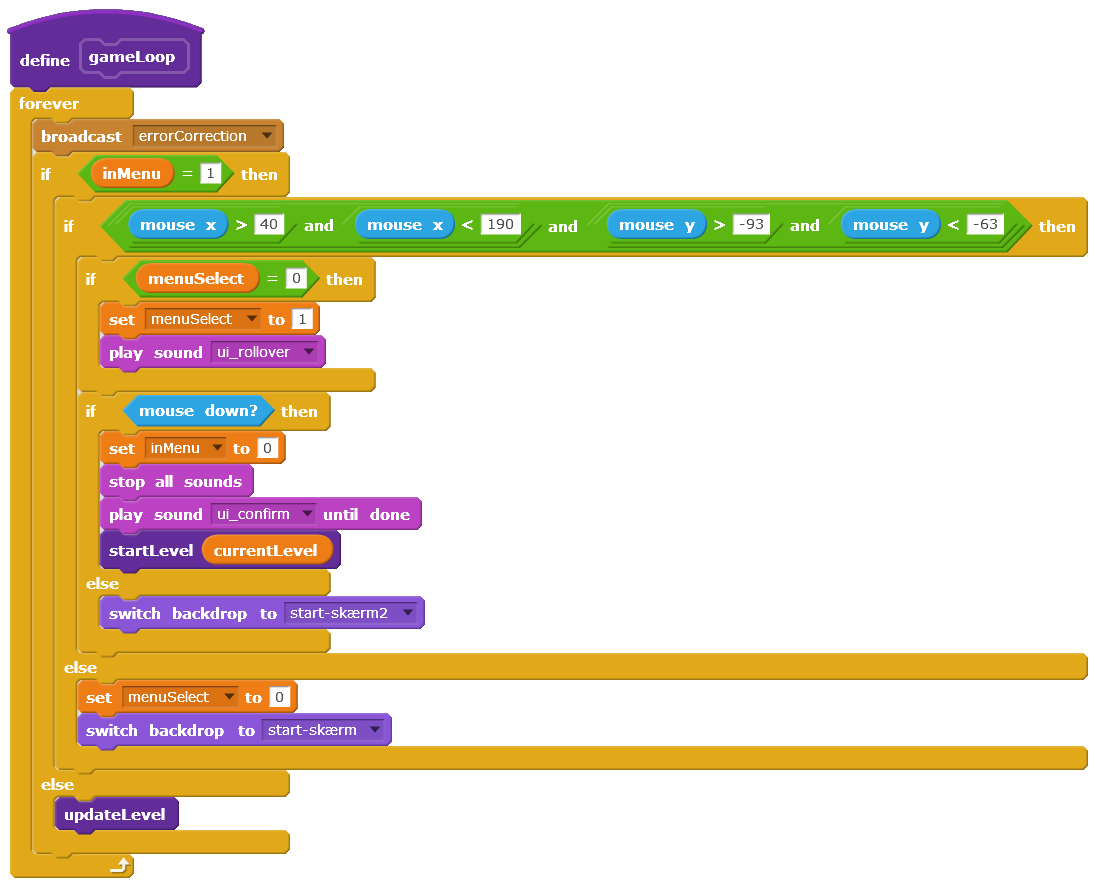 define gameLoop
forever
broadcast errorCorrection
if inMenu = 1 then
if mouse x > 40 and mouse x < 190 and mouse y > -93 and mouse y < -63 then
if menuSelect = 0 then
set menuSelect to 1
play sound ui_rollover
if mouse down? then
set inMenu to 0
stop all sounds
play sound ui_confirm until done
startLevel currentLevel
else
switch backdrop to start-skærm2
else
set menuSelect to 0
switch backdrop to start-skærm
else
updateLevel